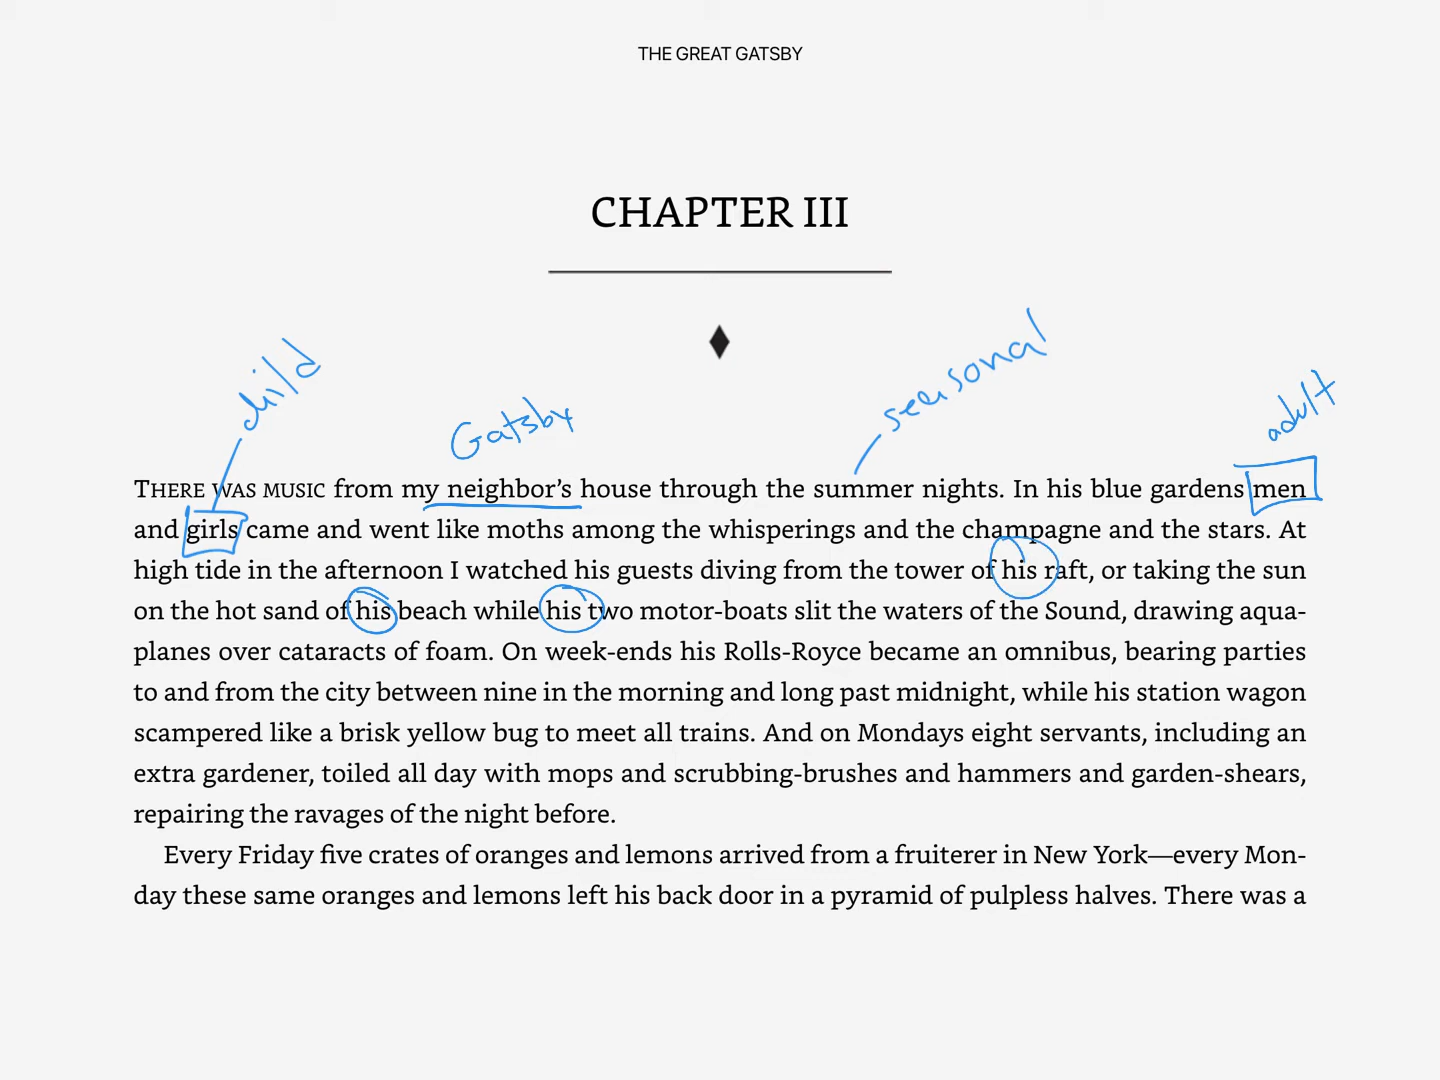 THE GREAT GATSBY
CHAPTER III
child
Gatsby
seasonal
adult
THERE WAS MUSIC from my neighbor’s house through the summer nights. In his blue gardens men
and girls came and went like moths among the whisperings and the champagne and the stars. At
high tide in the afternoon I watched his guests diving from the tower of his raft, or taking the sun
on the hot sand of his beach while his two motor-boats slit the waters of the Sound, drawing aqua-
planes over cataracts of foam. On week-ends his Rolls-Royce became an omnibus, bearing parties
to and from the city between nine in the morning and long past midnight, while his station wagon
scampered like a brisk yellow bug to meet all trains. And on Mondays eight servants, including an
extra gardener, toiled all day with mops and scrubbing-brushes and hammers and garden-shears,
repairing the ravages of the night before.
Every Friday five crates of oranges and lemons arrived from a fruiterer in New York—every Mon-
day these same oranges and lemons left his back door in a pyramid of pulpless halves. There was a